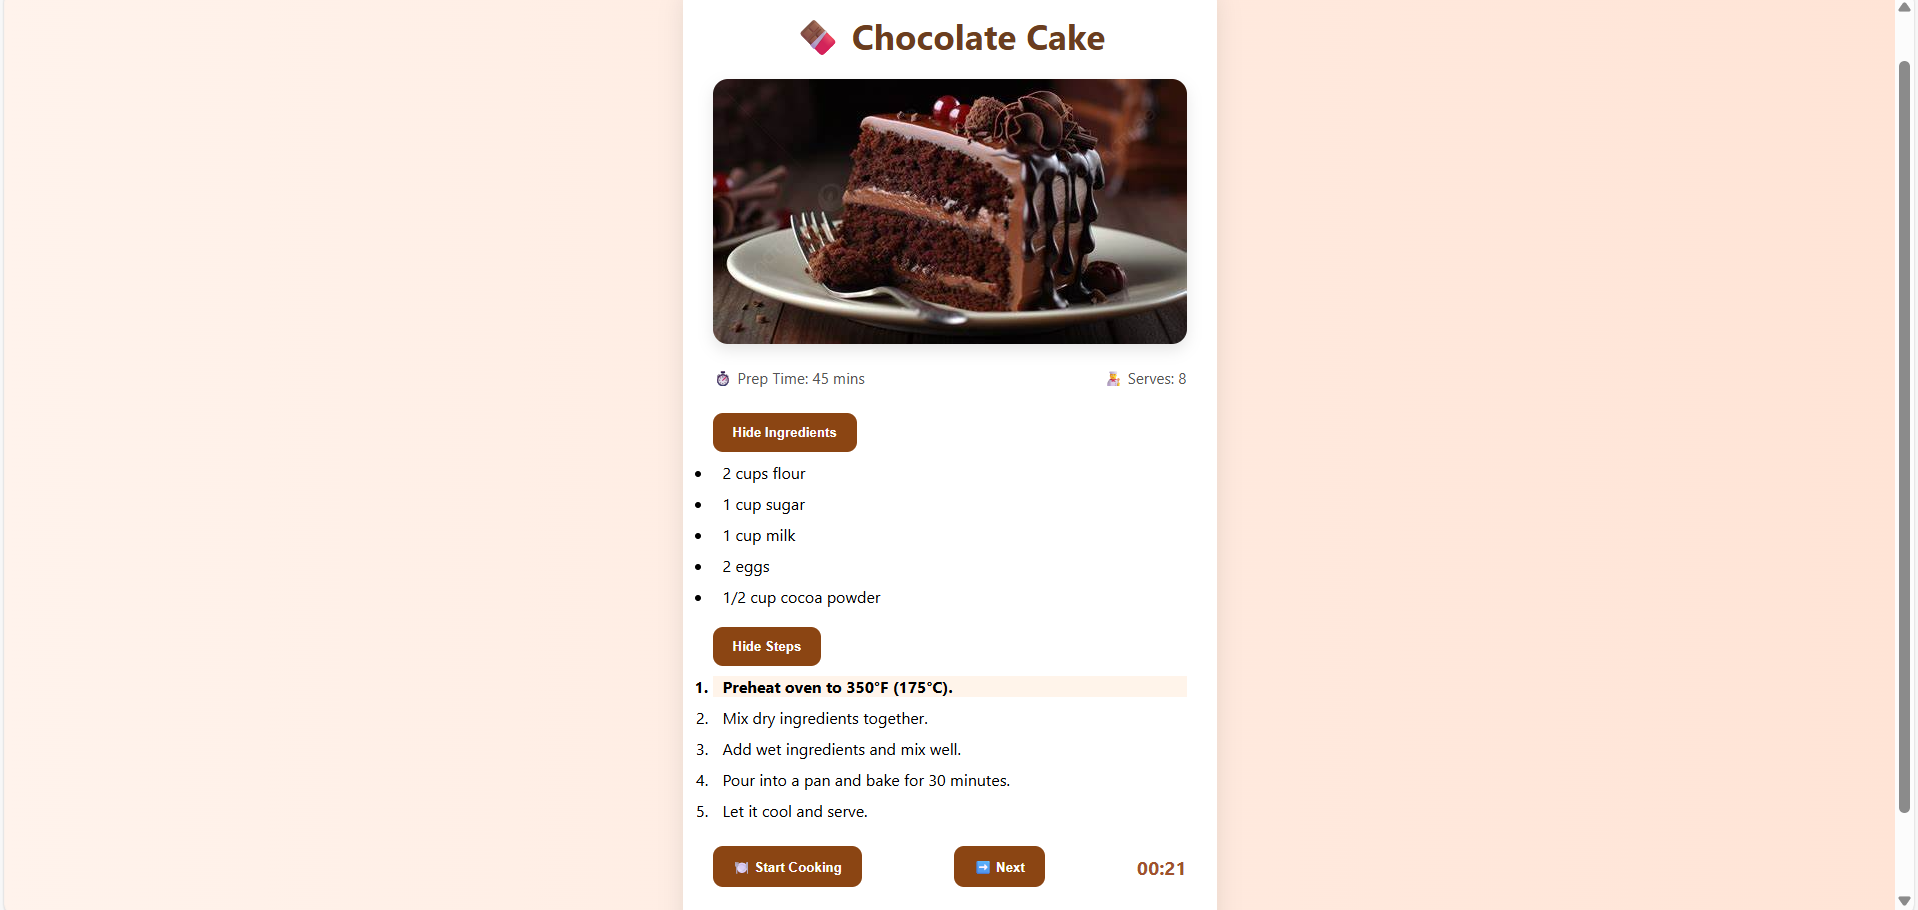 Chocolate Cake
Prep Time: 45 mins
Serves: 8
Hide Ingredients
• 2 cups flour
• 1 cup sugar
• 1 cup milk
• 2 eggs
• 1/2 cup cocoa powder
Hide Steps
1. Preheat oven to 350°F (175°C).
2. Mix dry ingredients together.
3. Add wet ingredients and mix well.
4. Pour into a pan and bake for 30 minutes.
5. Let it cool and serve.
Start Cooking
Next
00:21